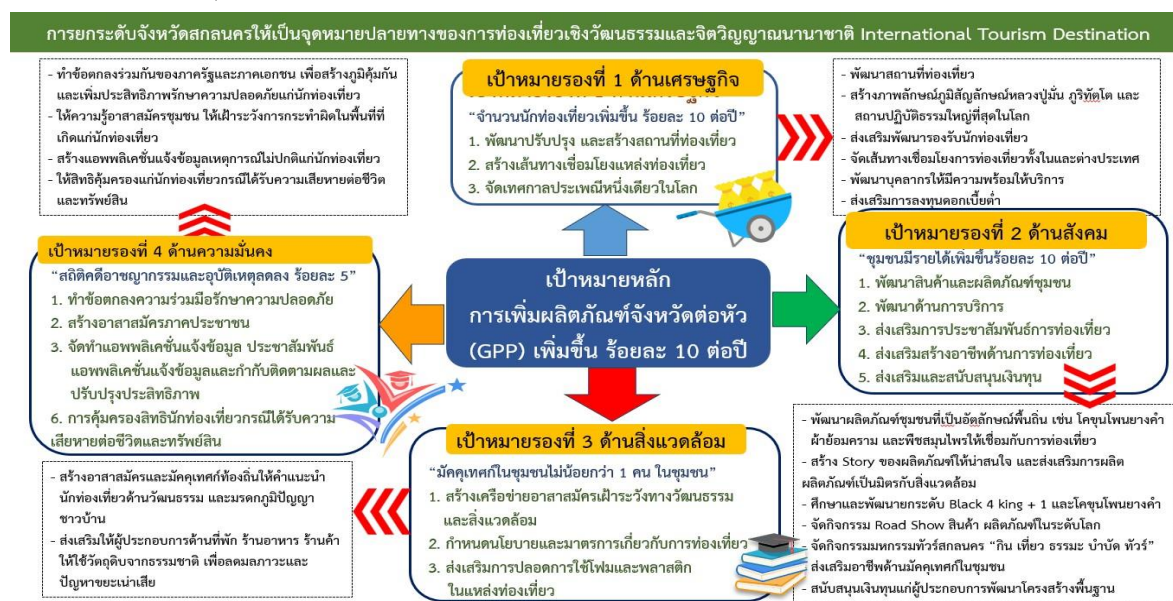 การยกระดับจังหวัดสกลนครให้เป็นจุดหมายปลายทางของการท่องเที่ยวเชิงวัฒนธรรมและจิตวิญญาณนานาชาติ International Tourism Destination
- ทำข้อตกลงร่วมกันของภาครัฐและภาคเอกชน เพื่อสร้างภูมิคุ้มกัน
และเพิ่มประสิทธิภาพรักษาความปลอดภัยแก่นักท่องเที่ยว
- ให้ความรู้อาสาสมัครชุมชน ให้เฝ้าระวังการกระทำผิดในพื้นที่ที่
เกิดแก่นักท่องเที่ยว
- สร้างแอพพลิเคชั่นแจ้งข้อมูลเหตุการณ์ไม่ปกติแก่นักท่องเที่ยว
- ให้สิทธิคุ้มครองแก่นักท่องเที่ยวกรณีได้รับความเสียหายต่อชีวิต
และทรัพย์สิน
เป้าหมายรองที่ 1 ด้านเศรษฐกิจ
“จำนวนนักท่องเที่ยวเพิ่มขึ้น ร้อยละ 10 ต่อปี”
1. พัฒนาปรับปรุง และสร้างสถานที่ท่องเที่ยว
2. สร้างเส้นทางเชื่อมโยงแหล่งท่องเที่ยว
3. จัดเทศกาลประเพณีหนึ่งเดียวในโลก
- พัฒนาสถานที่ท่องเที่ยว
- สร้างภาพลักษณ์ภูมิสัญลักษณ์หลวงปู่มั่น ภูริทัตโต และ
สถานปฏิบัติธรรมใหญ่ที่สุดในโลก
- ส่งเสริมพัฒนารองรับนักท่องเที่ยว
- จัดเส้นทางเชื่อมโยงการท่องเที่ยวทั้งในและต่างประเทศ
- พัฒนาบุคลากรให้มีความพร้อมให้บริการ
- ส่งเสริมการลงทุนดอกเบี้ยต่ำ
เป้าหมายรองที่ 4 ด้านความมั่นคง
“สถิติคดีอาชญากรรมและอุบัติเหตุลดลง ร้อยละ 5”
1. ทำข้อตกลงความร่วมมือรักษาความปลอดภัย
2. สร้างอาสาสมัครภาคประชาชน
3. จัดทำแอพพลิเคชั่นแจ้งข้อมูล ประชาสัมพันธ์
แอพพลิเคชั่นแจ้งข้อมูลและกำกับติดตามผลและ
ปรับปรุงประสิทธิภาพ
6. การคุ้มครองสิทธินักท่องเที่ยวกรณีได้รับความ
เสียหายต่อชีวิตและทรัพย์สิน
เป้าหมายหลัก
การเพิ่มผลิตภัณฑ์จังหวัดต่อหัว
(GPP) เพิ่มขึ้น ร้อยละ 10 ต่อปี
เป้าหมายรองที่ 2 ด้านสังคม
“ชุมชนมีรายได้เพิ่มขึ้นร้อยละ 10 ต่อปี”
1. พัฒนาสินค้าและผลิตภัณฑ์ชุมชน
2. พัฒนาด้านการบริการ
3. ส่งเสริมการประชาสัมพันธ์การท่องเที่ยว
4. ส่งเสริมสร้างอาชีพด้านการท่องเที่ยว
5. ส่งเสริมและสนับสนุนเงินทุน
- สร้างอาสาสมัครและมัคคุเทศก์ท้องถิ่นให้คำแนะนำ
นักท่องเที่ยวด้านวัฒนธรรม และมรดกภูมิปัญญา
ชาวบ้าน
- ส่งเสริมให้ผู้ประกอบการด้านที่พัก ร้านอาหาร ร้านค้า
ให้ใช้วัตถุดิบจากธรรมชาติ เพื่อลดมลภาวะและ
ปัญหาขยะเน่าเสีย
เป้าหมายรองที่ 3 ด้านสิ่งแวดล้อม
“มัคคุเทศก์ในชุมชนไม่น้อยกว่า 1 คน ในชุมชน”
1. สร้างเครือข่ายอาสาสมัครเฝ้าระวังทางวัฒนธรรม
และสิ่งแวดล้อม
2. กำหนดนโยบายและมาตรการเกี่ยวกับการท่องเที่ยว
3. ส่งเสริมการปลอดการใช้โฟมและพลาสติก
ในแหล่งท่องเที่ยว
- พัฒนาผลิตภัณฑ์ชุมชนที่เป็นอัตลักษณ์พื้นถิ่น เช่น โคขุนโพนยางคำ
ผ้าย้อมคราม และพืชสมุนไพรให้เชื่อมกับการท่องเที่ยว
- สร้าง Story ของผลิตภัณฑ์ให้น่าสนใจ และส่งเสริมการผลิต
ผลิตภัณฑ์เป็นมิตรกับสิ่งแวดล้อม
- ศึกษาและพัฒนายกระดับ Black 4 king + 1 และโคขุนโพนยางคำ
- จัดกิจกรรม Road Show สินค้า ผลิตภัณฑ์ในระดับโลก
- จัดกิจกรรมมหกรรมทัวร์สกลนคร “กิน เที่ยว ธรรมะ บำบัด ทัวร์”
- ส่งเสริมอาชีพด้านมัคคุเทศก์ในชุมชน
- สนับสนุนเงินทุนแก่ผู้ประกอบการพัฒนาโครงสร้างพื้นฐาน